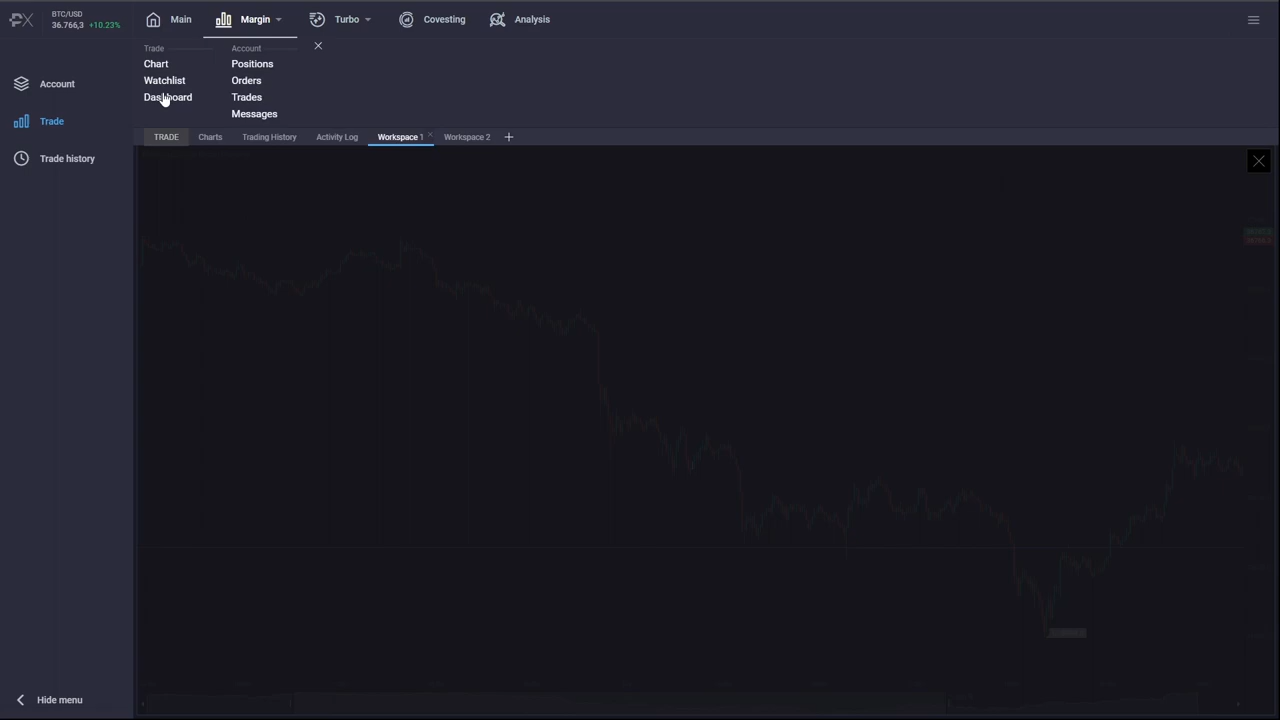 PX
BTC/USD
36.766,3 +10.23%
Main
Margin
Turbo
Covesting
Analysis
Trade
Account
Chart
Positions
Watchlist
Orders
Dashboard
Trades
Messages
Account
Trade
Trade history
TRADE
Charts
Trading History
Activity Log
Workspace 1
Workspace 2
Hide menu